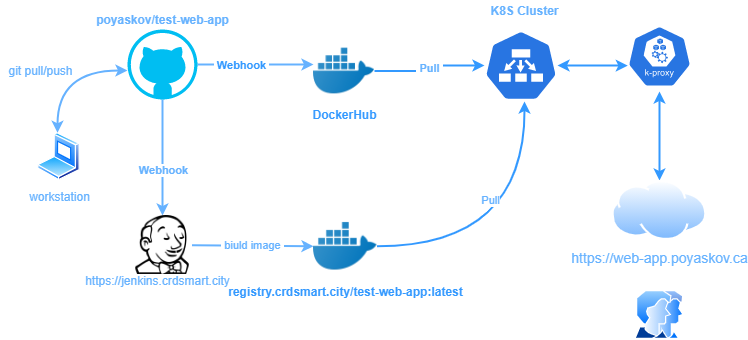 poyaskov/test-web-app
K8S Cluster
git pull/push
Webhook
Pull
k-proxy
DockerHub
Webhook
workstation
Pull
biuld image
https://web-app.poyaskov.ca
https://jenkins.crdsmart.city
registry.crdsmart.city/test-web-app:latest